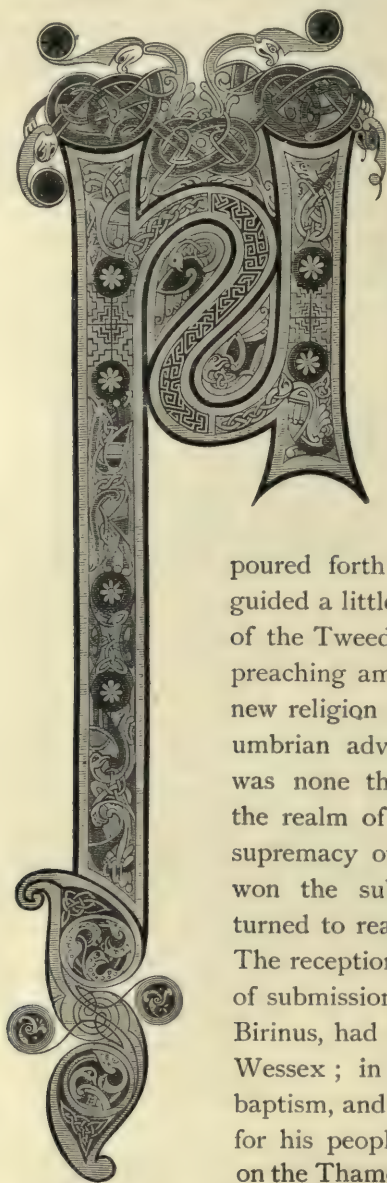 poured forth
guided a little
of the Tweed
preaching am
new religion
umbrian adv
was none th
the realm of
supremacy o
won the su
turned to rea
The reception
of submission
Birinus, had
Wessex ; in
baptism, and
for his peopl
on the Tham